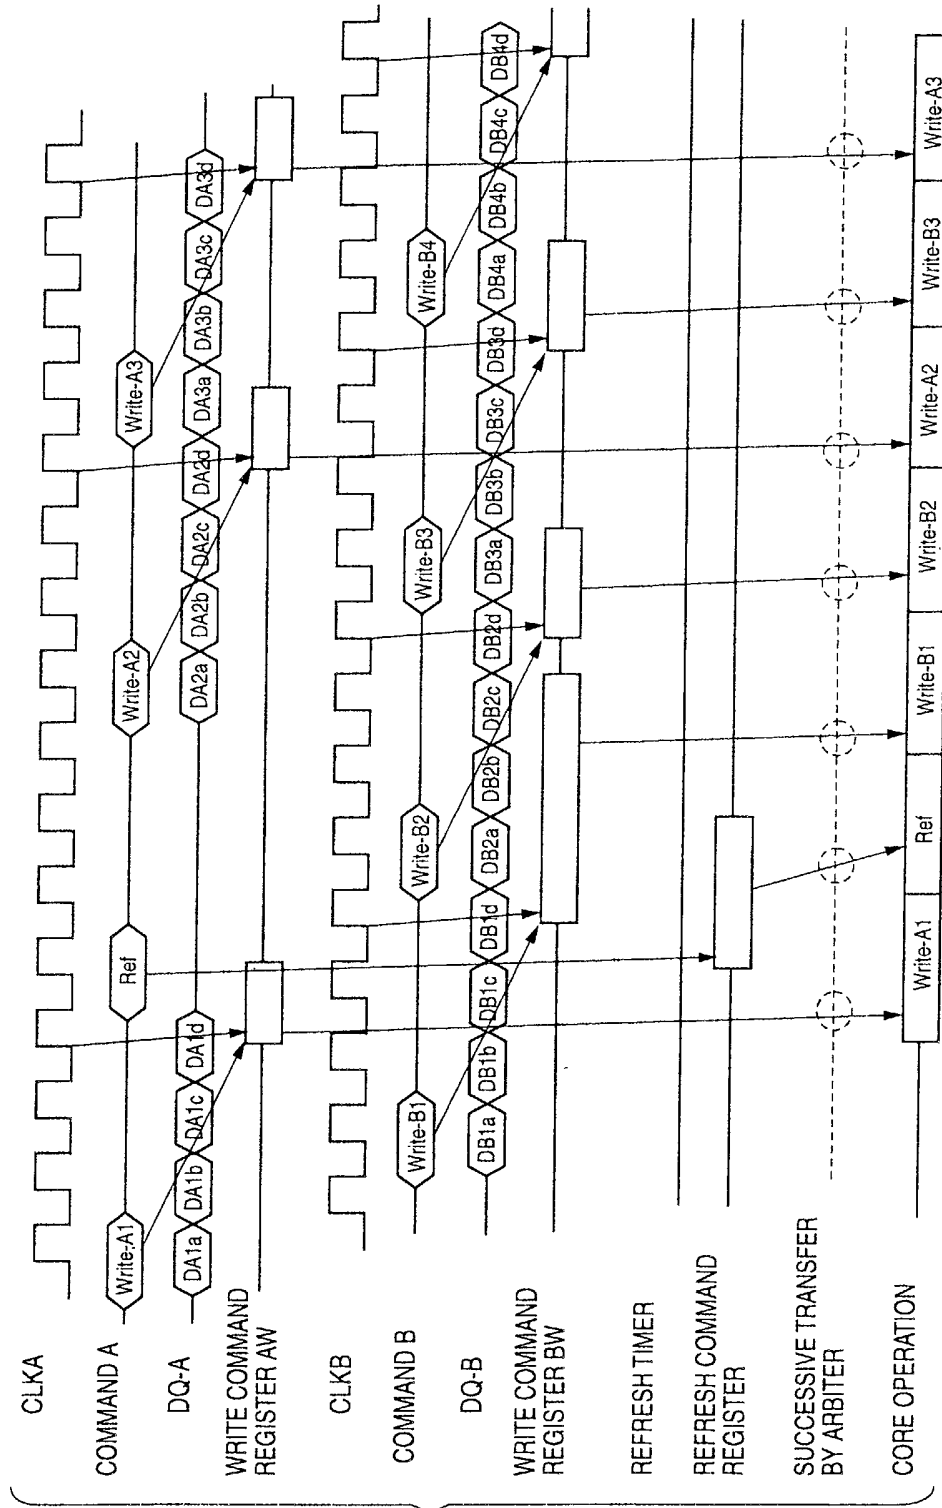 CLKA
COMMAND A
Write-A1
Ref
Write-A2
Write-A3
DQ-A
DA1a
DA1b
DA1c
DA1d
DA2a
DA2b
DA2c
DA2d
DA3a
DA3b
DA3c
DA3d
WRITE COMMAND
REGISTER AW
CLKB
COMMAND B
Write-B1
Write-B2
Write-B3
Write-B4
DQ-B
DB1a
DB1b
DB1c
DB1d
DB2a
DB2b
DB2c
DB2d
DB3a
DB3b
DB3c
DB3d
DB4a
DB4b
DB4c
DB4d
WRITE COMMAND
REGISTER BW
REFRESH TIMER
REFRESH COMMAND
REGISTER
SUCCESSIVE TRANSFER
BY ARBITER
CORE OPERATION
Write-A1
Ref
Write-B1
Write-B2
Write-A2
Write-B3
Write-A3